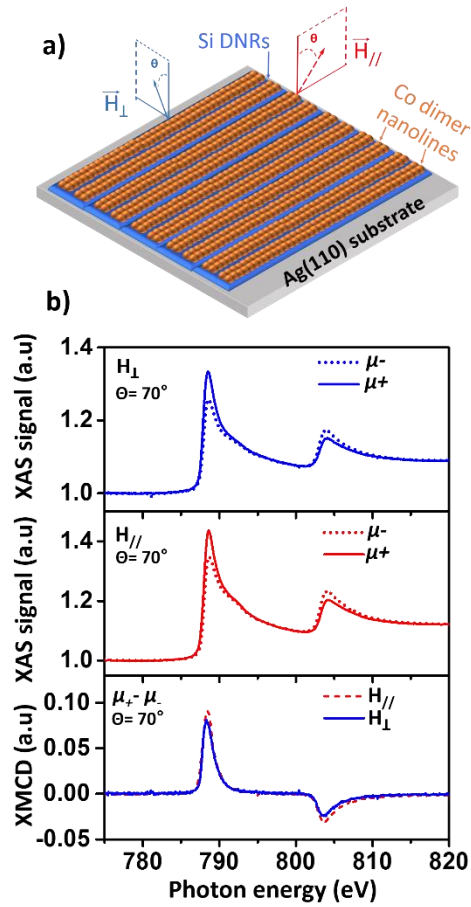 a)
Si DNRs
θ
θ
H⊥
H//
Co dimer
nanolines
Ag(110) substrate
b)
XAS signal (a.u)
1.4
1.2
1.0
H⊥
Θ= 70°
μ-
μ+
XAS signal (a.u)
1.4
1.2
1.0
H//
Θ= 70°
μ-
μ+
XMCD (a.u)
0.10
0.05
0.00
-0.05
μ+- μ-
Θ= 70°
H//
H⊥
780 790 800 810 820
Photon energy (eV)